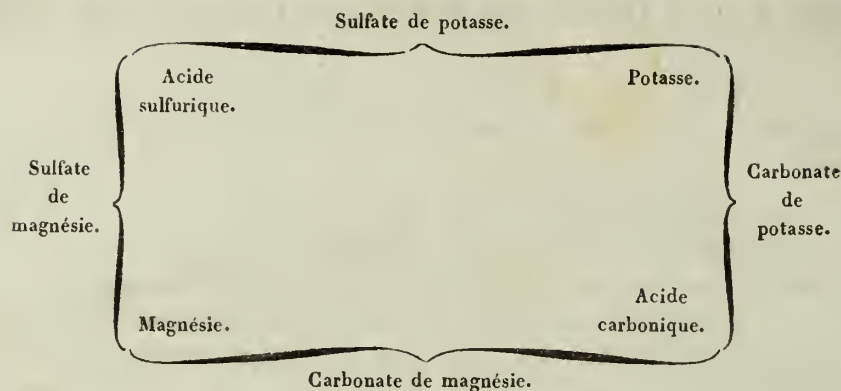 Sulfate de potasse.
Acide
sulfurique.
Potasse.
Sulfate
de
magnésie.
Carbonate
de
potasse.
Magnésie.
Acide
carbonique.
Carbonate de magnésie.